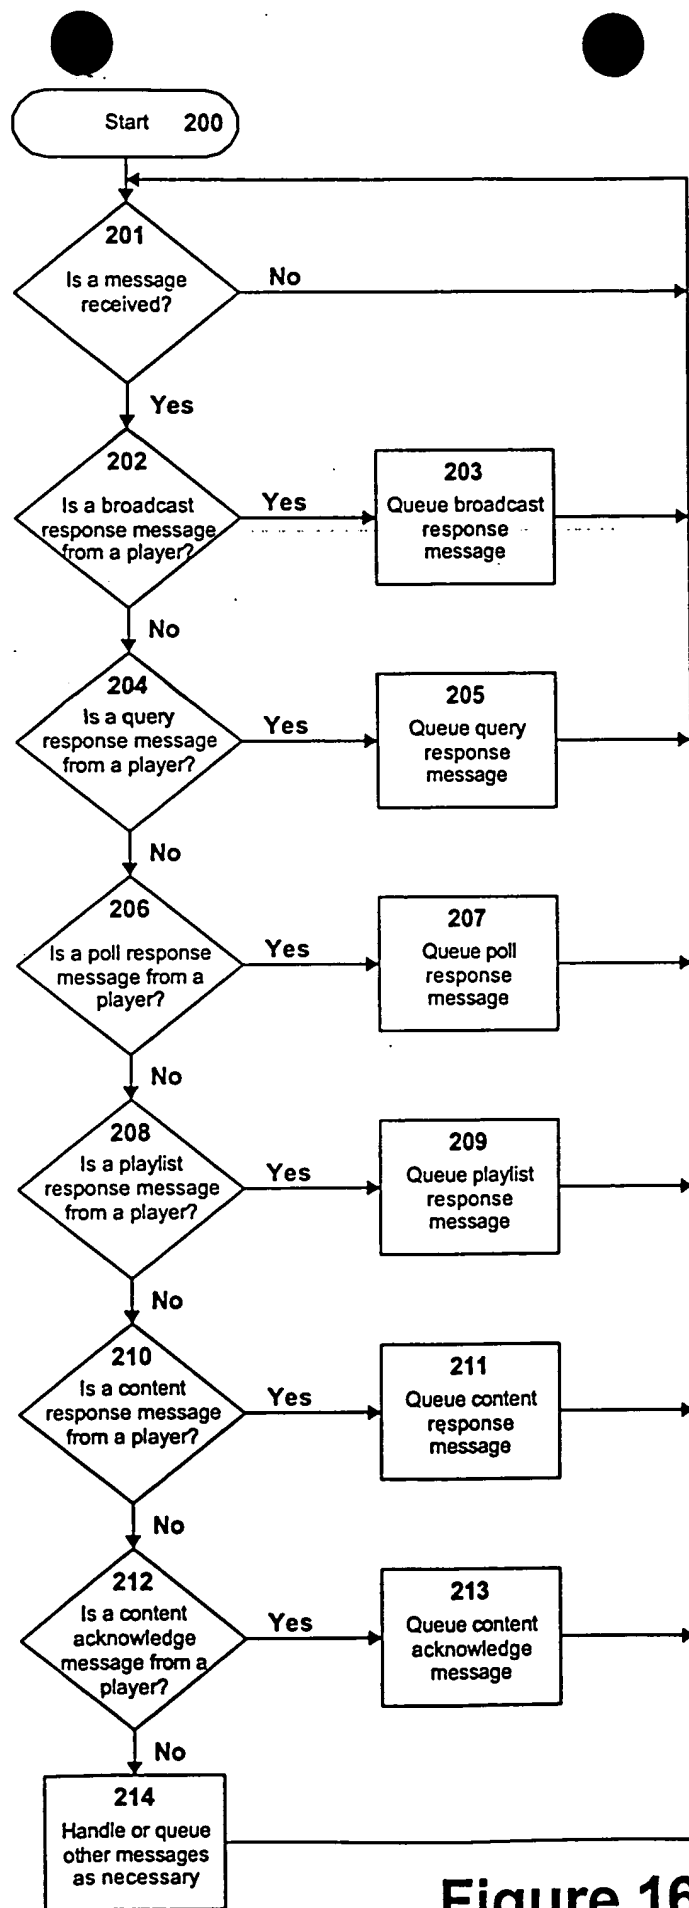 Start 200
201
Is a message
received?
No
Yes
202
Is a broadcast
response message
from a player?
Yes
203
Queue broadcast
response
message
No
204
Is a query
response message
from a player?
Yes
205
Queue query
response
message
No
206
Is a poll response
message from a
player?
Yes
207
Queue poll
response
message
No
208
Is a playlist
response message
from a player?
Yes
209
Queue playlist
response
message
No
210
Is a content
response message
from a player?
Yes
211
Queue content
response
message
No
212
Is a content
acknowledge
message from a
player?
Yes
213
Queue content
acknowledge
message
No
214
Handle or queue
other messages
as necessary
Figure 16